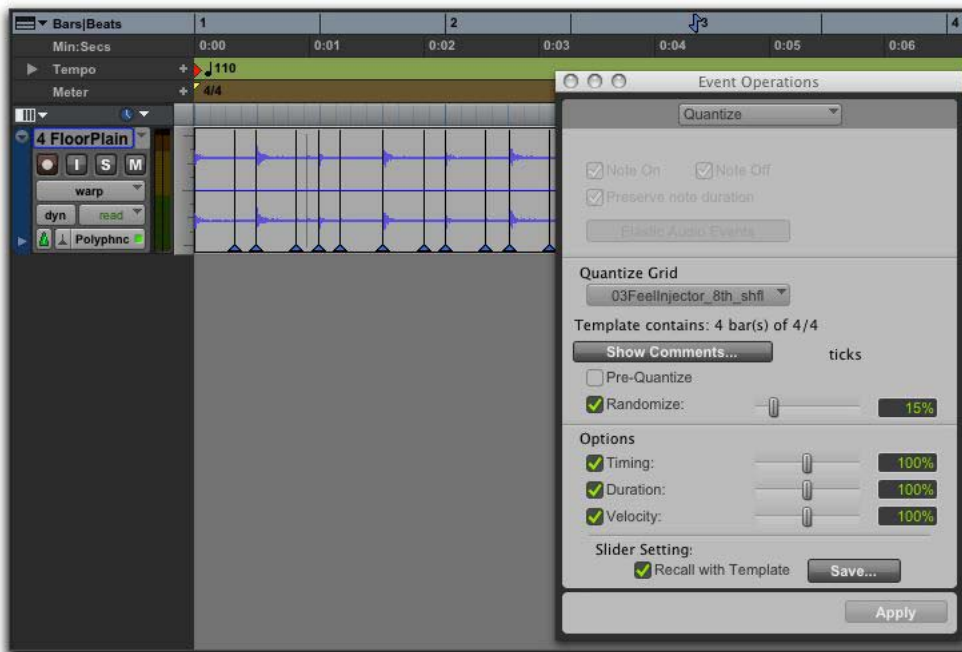 Bars|Beats 1 2 3 4
Min:Secs 0:00 0:01 0:02 0:03 0:04 0:05 0:06
Tempo + 110
Meter + 4/4
4 FloorPlain
I S M
warp
dyn read
Polyphnc
Event Operations
Quantize
Note On Note Off
Preserve note duration
Elastic Audio Events
Quantize Grid
03FeelInjector_8th_shfl
Template contains: 4 bar(s) of 4/4
Show Comments... ticks
Pre-Quantize
Randomize: 15%
Options
Timing: 100%
Duration: 100%
Velocity: 100%
Slider Setting:
Recall with Template Save...
Apply